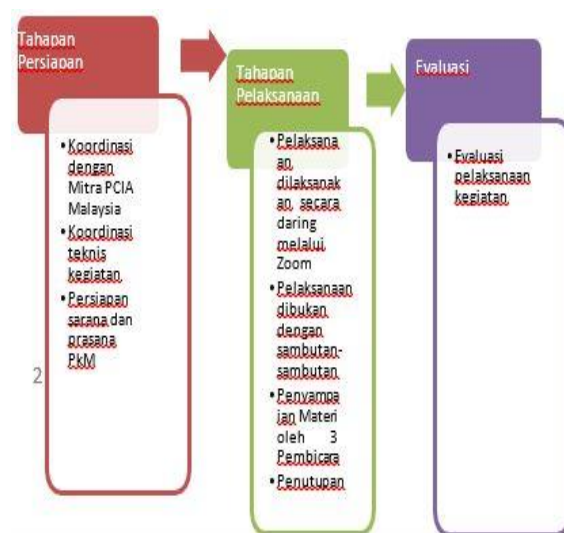 Tahapan
Persiapan
• Koordinasi
dengan
Mitra PCIA
Malaysia
• Koordinasi
teknis
kegiatan
• Persiapan
sarana dan
prasana
PkM
2
Tahapan
Pelaksanaan
• Pelaksana
an
dilaksanak
an secara
daring
melalui
Zoom
• Pelaksanaan
dibukan
dengan
sambutan-
sambutan
• Penyampa
ian Materi
oleh 3
Pembicara
• Penutupan
Evaluasi
• Evaluasi
pelaksanaan
kegiatan